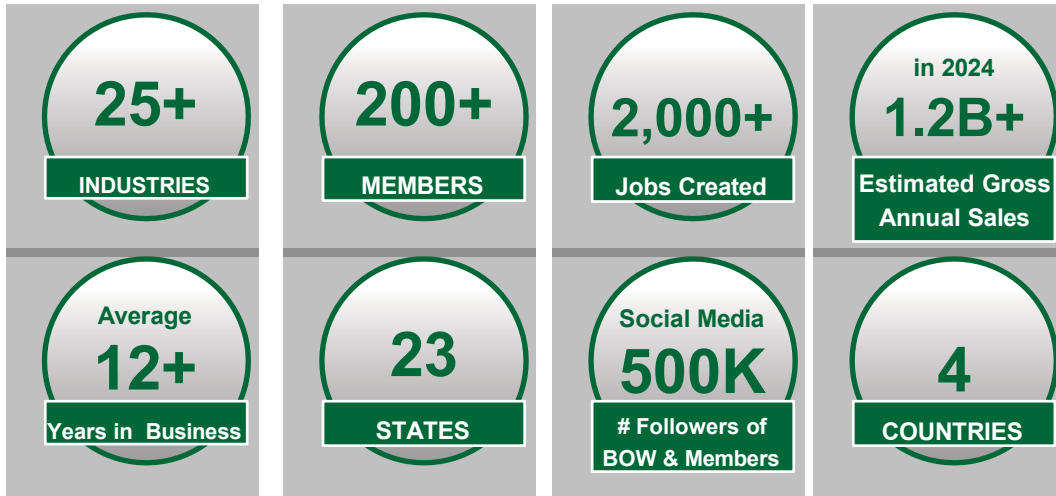 25+
INDUSTRIES
200+
MEMBERS
2,000+
Jobs Created
in 2024
1.2B+
Estimated Gross
Annual Sales
Average
12+
Years in Business
23
STATES
Social Media
500K
# Followers of
BOW & Members
4
COUNTRIES